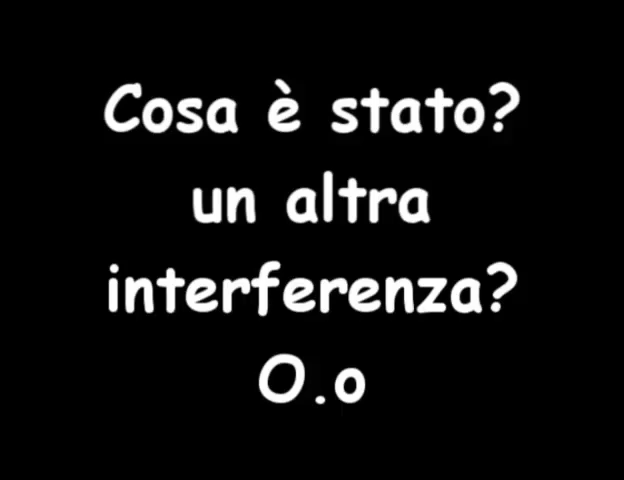 Cosa è stato?
un altra
interferenza?
O.o